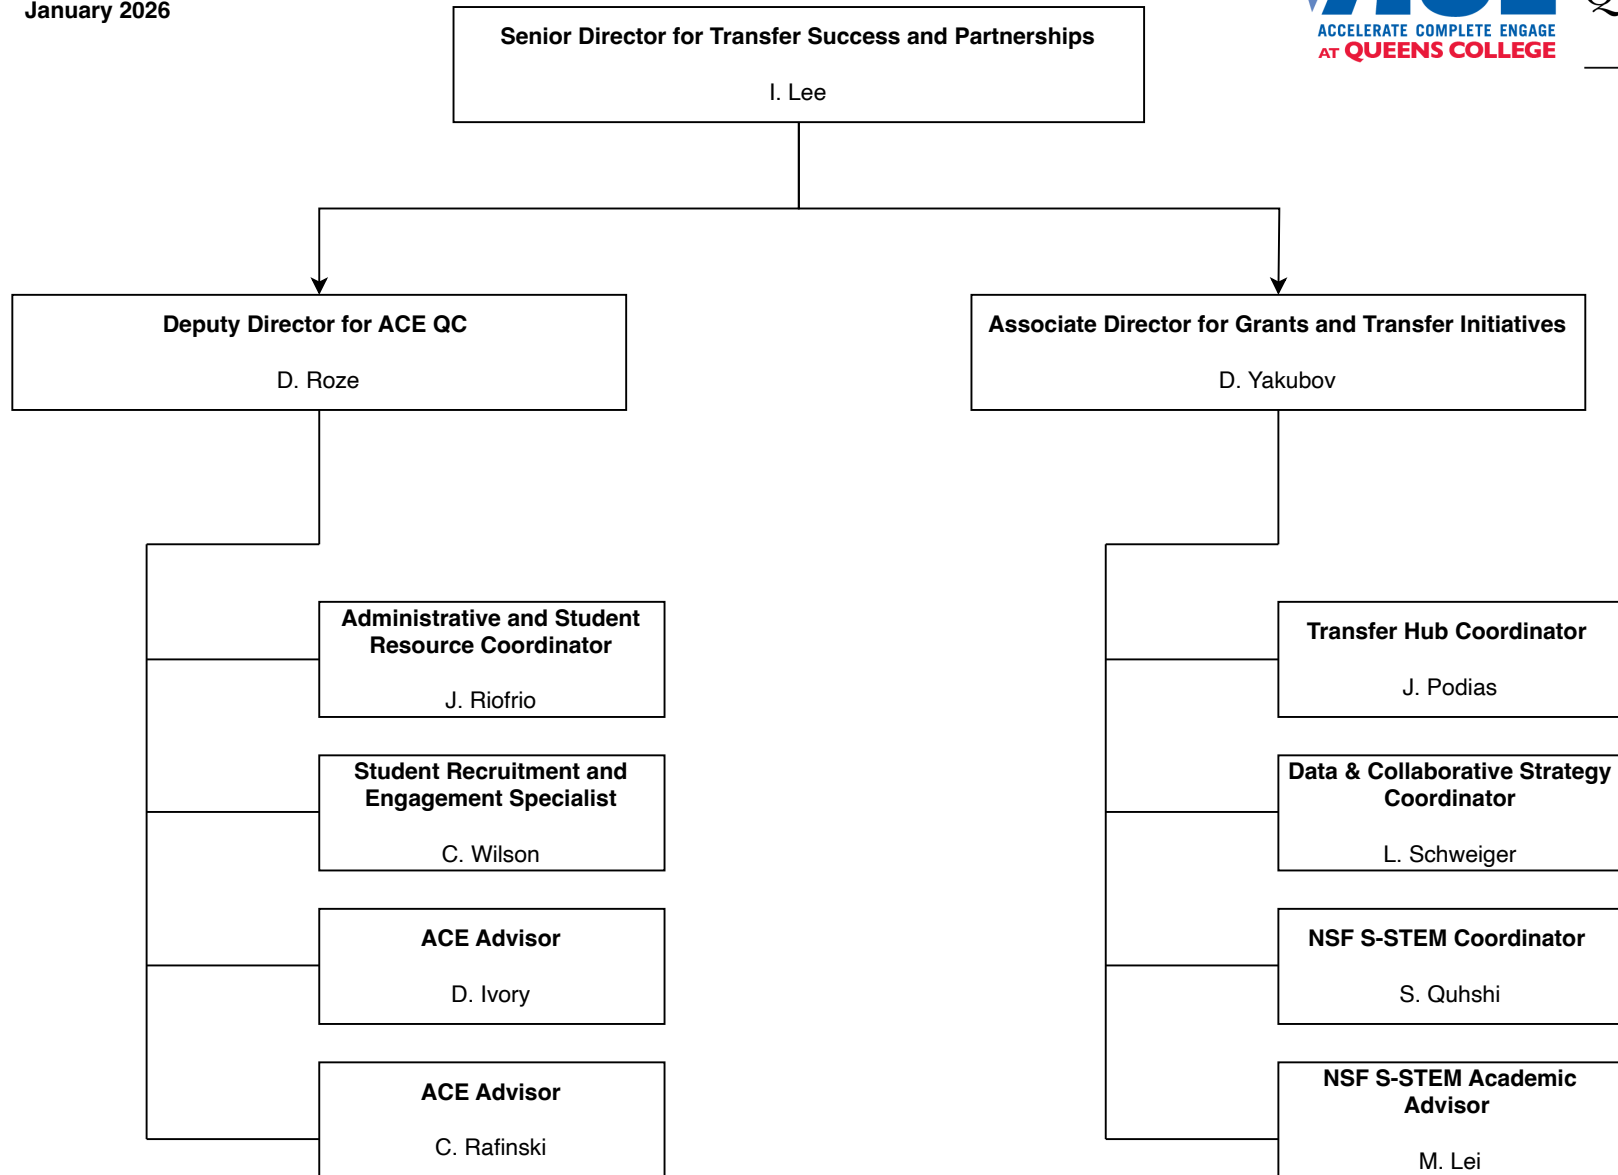 January 2026
ACCELERATE COMPLETE ENGAGE
AT QUEENS COLLEGE
Senior Director for Transfer Success and Partnerships
I. Lee
Deputy Director for ACE QC
D. Roze
Associate Director for Grants and Transfer Initiatives
D. Yakubov
Administrative and Student
Resource Coordinator
J. Riofrio
Student Recruitment and
Engagement Specialist
C. Wilson
ACE Advisor
D. Ivory
ACE Advisor
C. Rafinski
Transfer Hub Coordinator
J. Podias
Data & Collaborative Strategy
Coordinator
L. Schweiger
NSF S-STEM Coordinator
S. Quhshi
NSF S-STEM Academic
Advisor
M. Lei